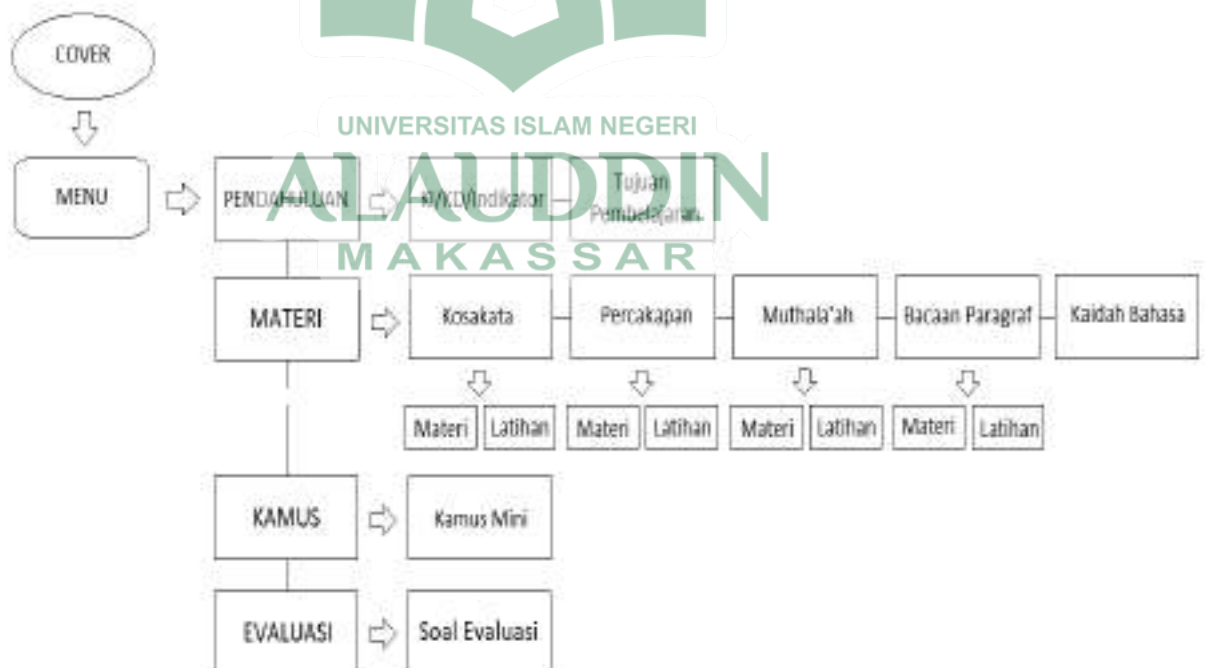 COVER
UNIVERSITAS ISLAM NEGERI
ALAUDDIN
MAKASSAR
MENU
PENDAHULUAN
KI/KD/Indikator
Tujuan
Pembelajaran
MATERI
Kosakata
Percakapan
Muthala'ah
Bacaan Paragraf
Kaidah Bahasa
Materi Latihan Materi Latihan Materi Latihan Materi Latihan
KAMUS
Kamus Mini
EVALUASI
Soal Evaluasi